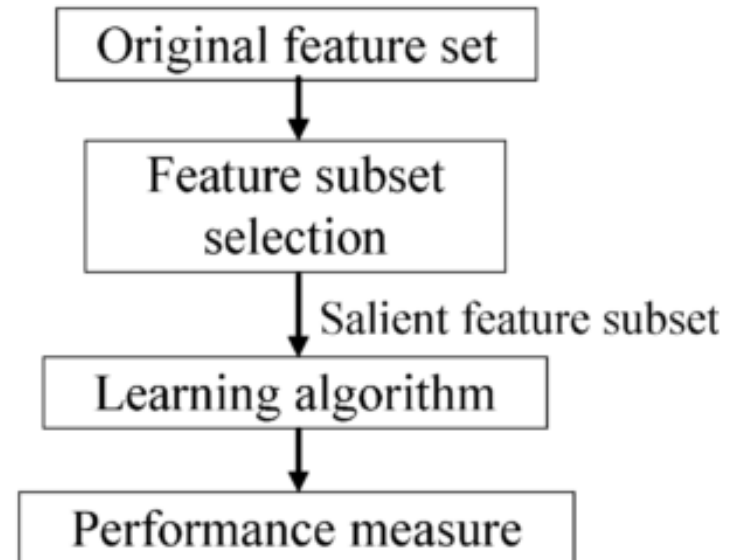 Original feature set
Feature subset
selection
Salient feature subset
Learning algorithm
Performance measure